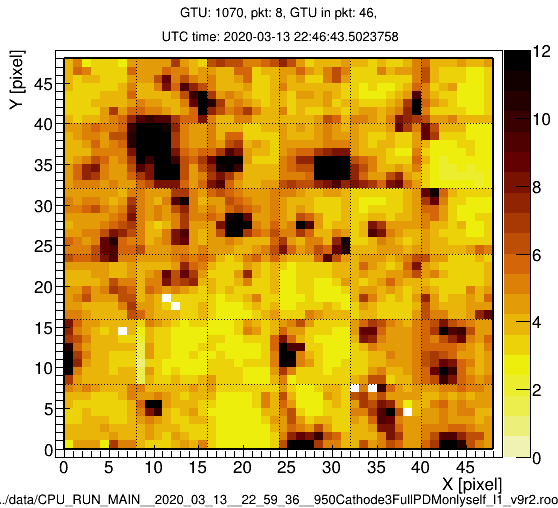 GTU: 1070, pkt: 8, GTU in pkt: 46,
UTC time: 2020-03-13 22:46:43.5023758
Y [pixel]
45
40
35
30
25
20
15
10
5
0
0 5 10 15 20 25 30 35 40 45
X [pixel]
12
10
8
6
4
2
0
../data/CPU_RUN_MAIN__2020_03_13__22_59_36__950Cathode3FullPDMonlyself_l1_v9r2.roo